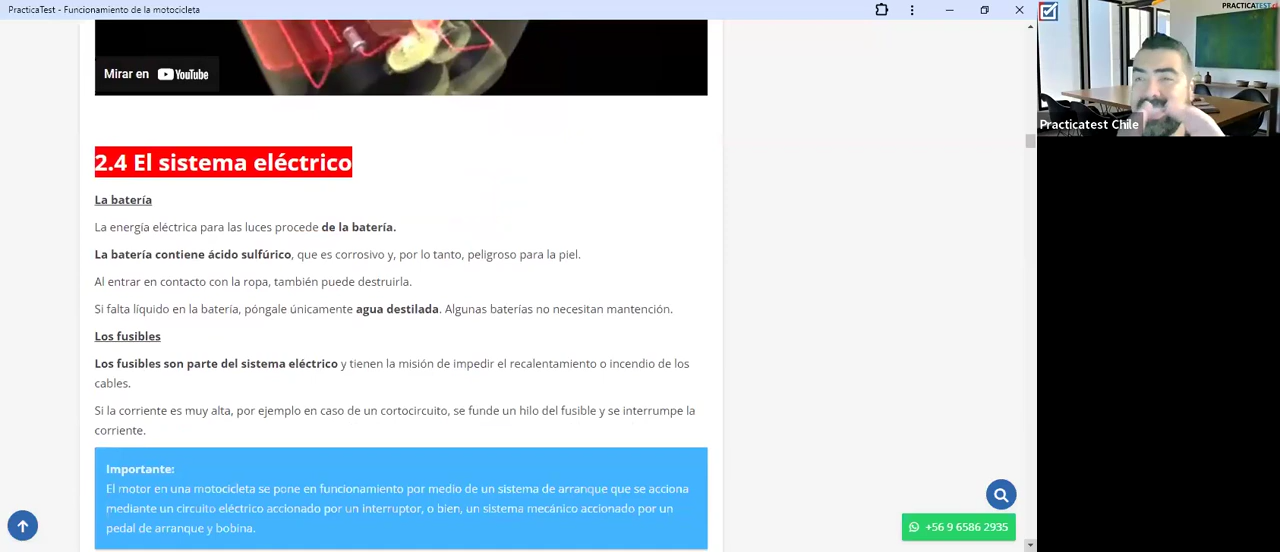 PracticaTest - Funcionamiento de la motocicleta
PRACTICATEST
Mirar en YouTube
Practicatest Chile
2.4 El sistema eléctrico
La batería
La energía eléctrica para las luces procede de la batería.
La batería contiene ácido sulfúrico, que es corrosivo y, por lo tanto, peligroso para la piel.
Al entrar en contacto con la ropa, también puede destruirla.
Si falta líquido en la batería, póngale únicamente agua destilada. Algunas baterías no necesitan mantención.
Los fusibles
Los fusibles son parte del sistema eléctrico y tienen la misión de impedir el recalentamiento o incendio de los
cables.
Si la corriente es muy alta, por ejemplo en caso de un cortocircuito, se funde un hilo del fusible y se interrumpe la
corriente.
Importante:
El motor en una motocicleta se pone en funcionamiento por medio de un sistema de arranque que se acciona
mediante un circuito eléctrico accionado por un interruptor, o bien, un sistema mecánico accionado por un
pedal de arranque y bobina.
+56 9 6586 2935